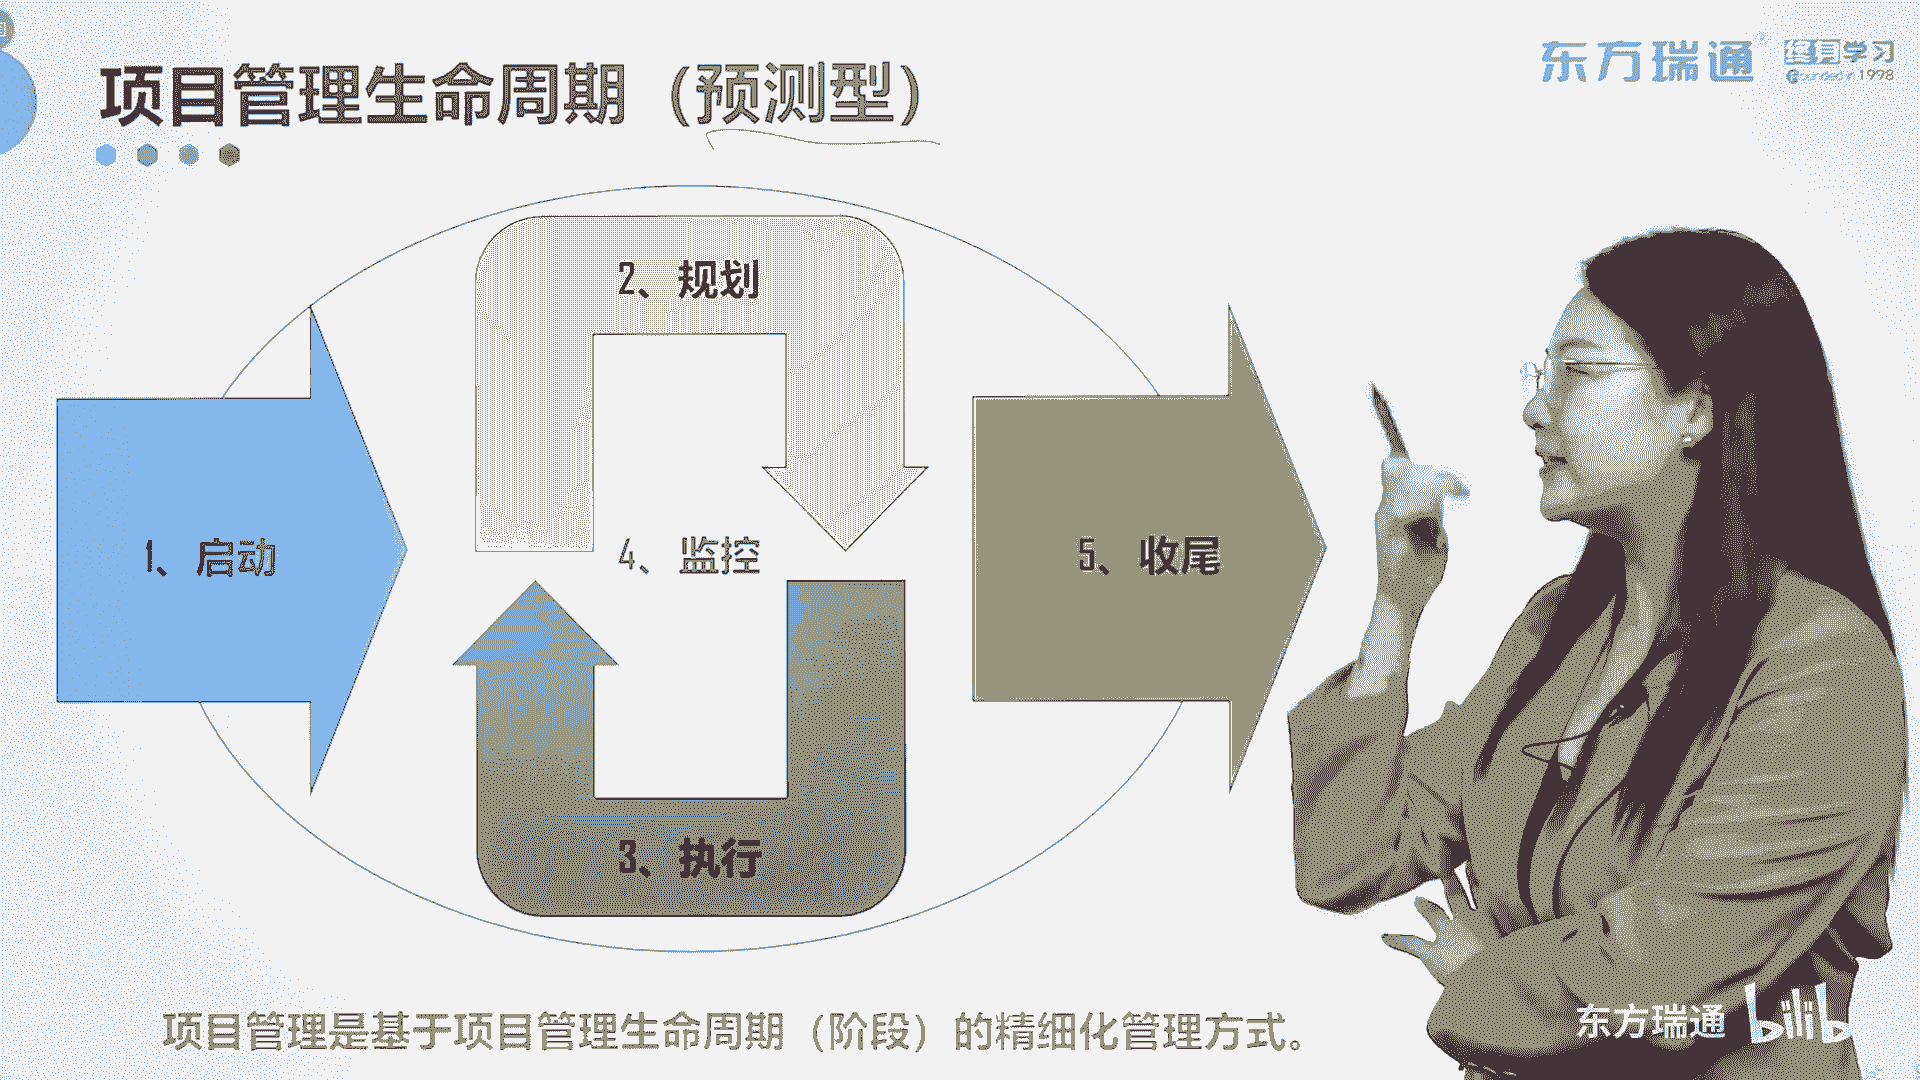 项目管理生命周期（预测型）
东方瑞通 终身学习
Founded in 1998
2、规划
1、启动
4、监控
5、收尾
3、执行
项目管理是基于项目管理生命周期（阶段）的精细化管理方式。
东方瑞通 bilib